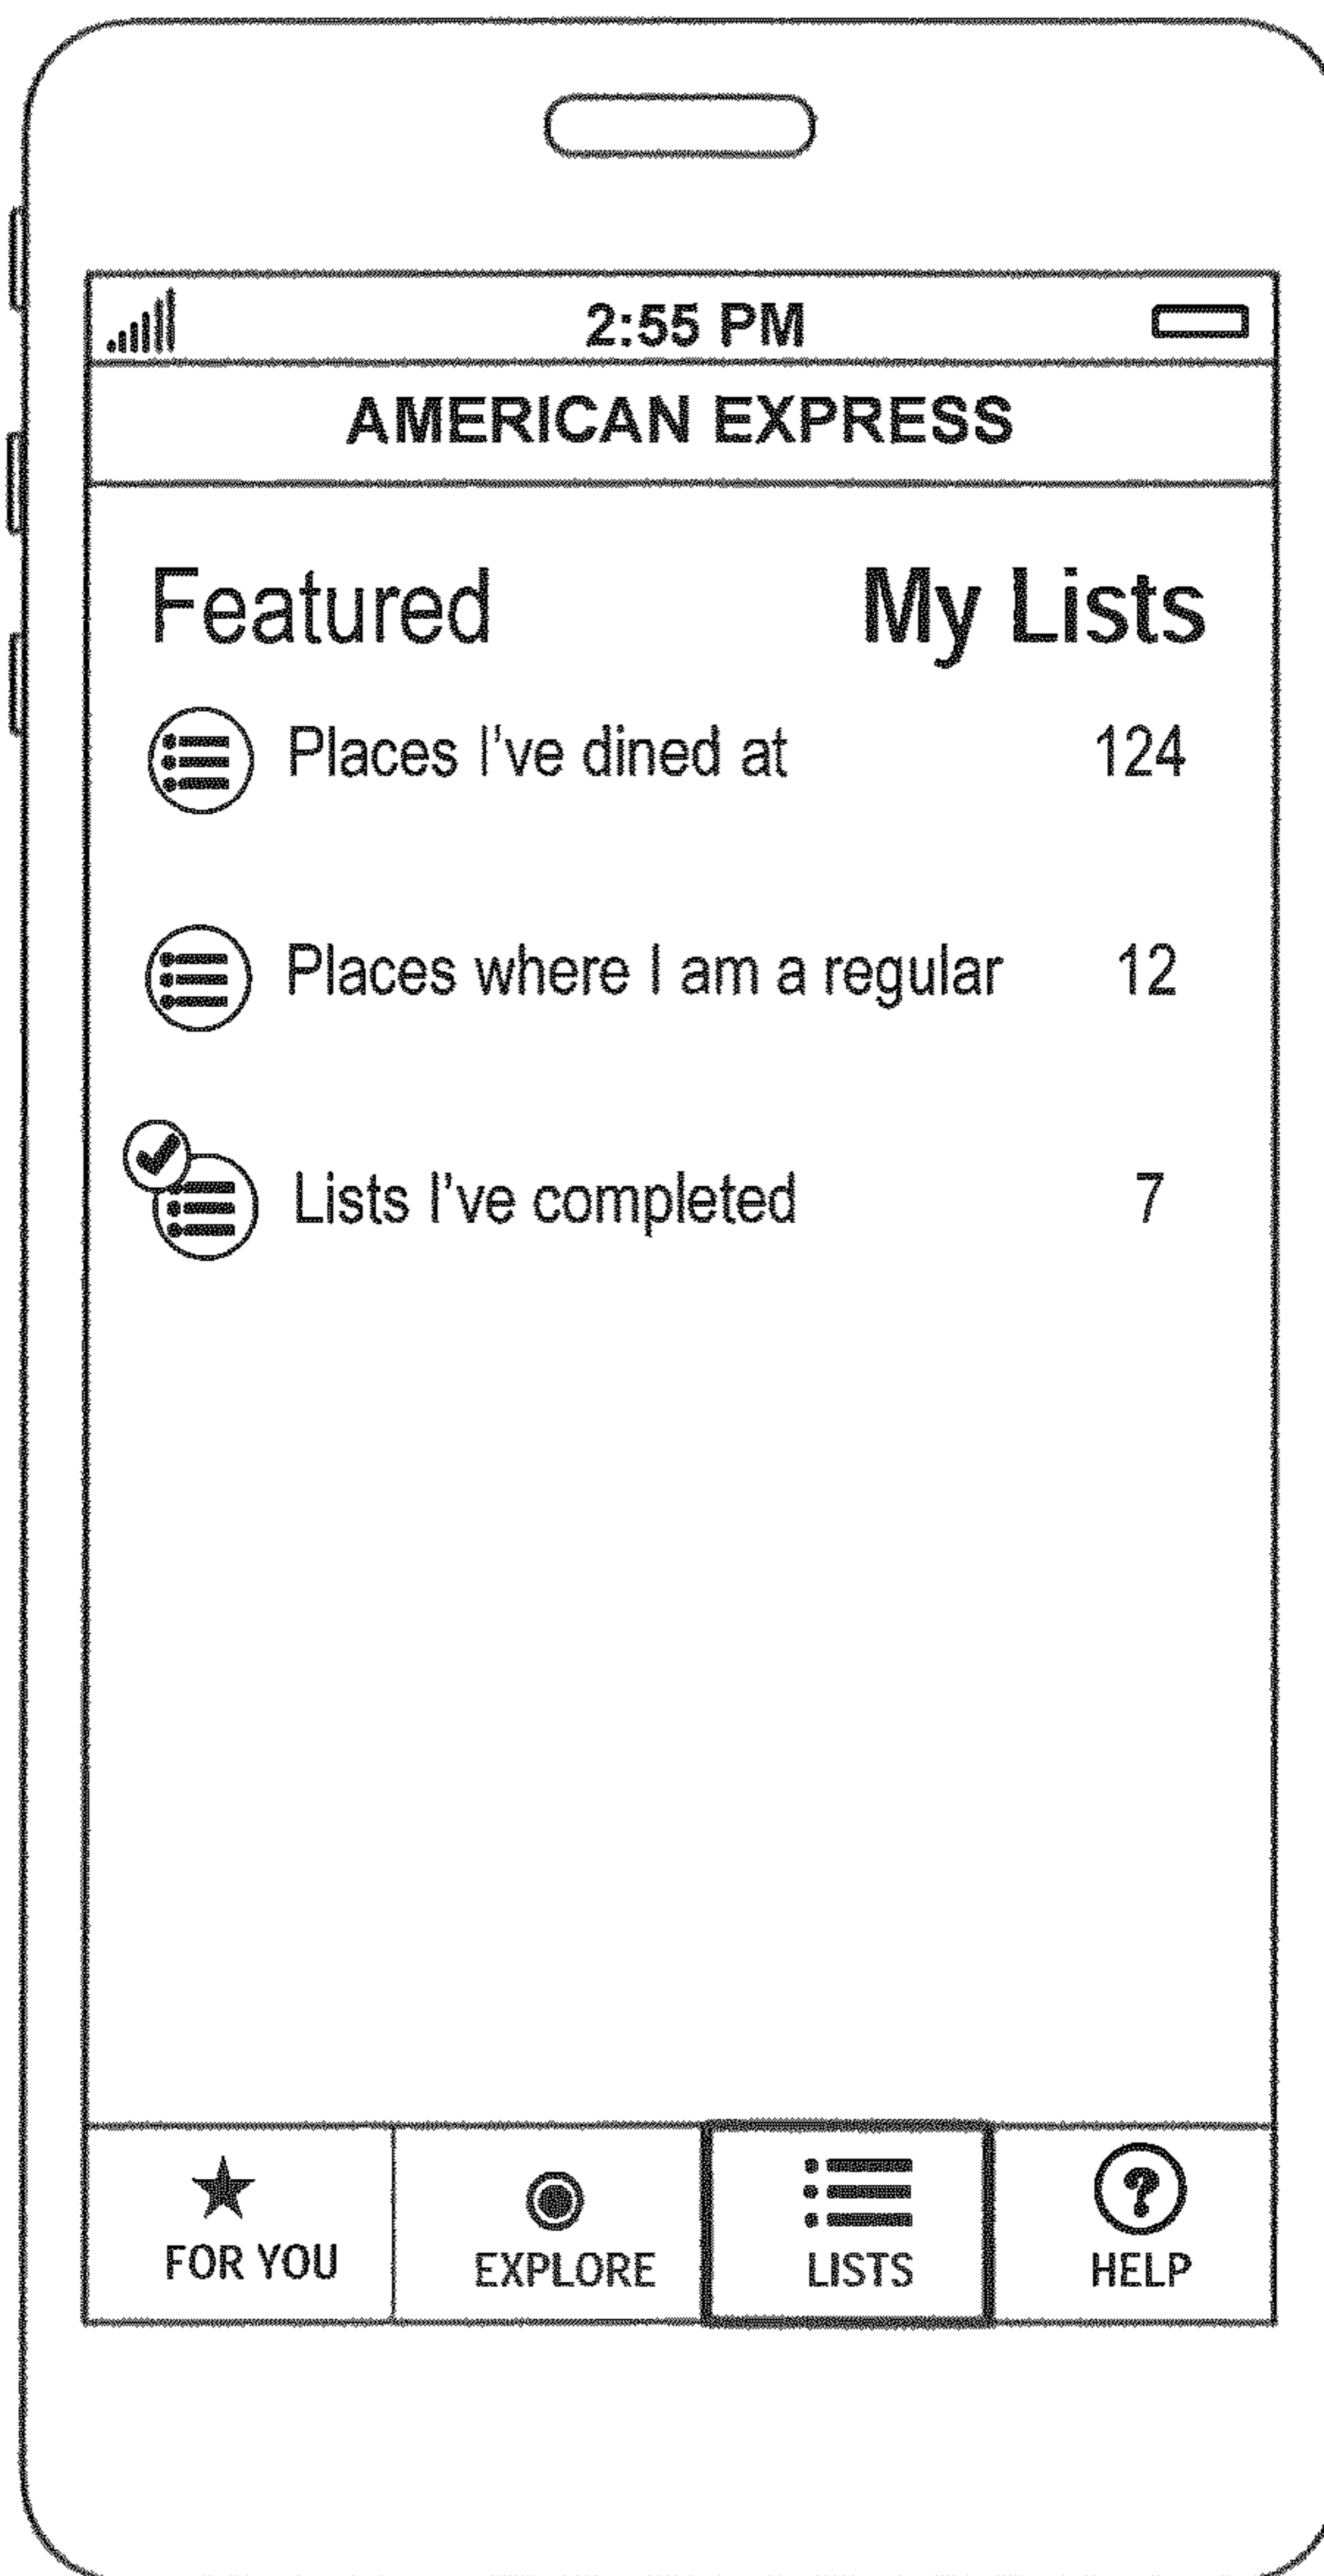 2:55 PM
AMERICAN EXPRESS
Featured My Lists
Places I've dined at 124
Places where I am a regular 12
Lists I've completed 7
FOR YOU EXPLORE LISTS HELP